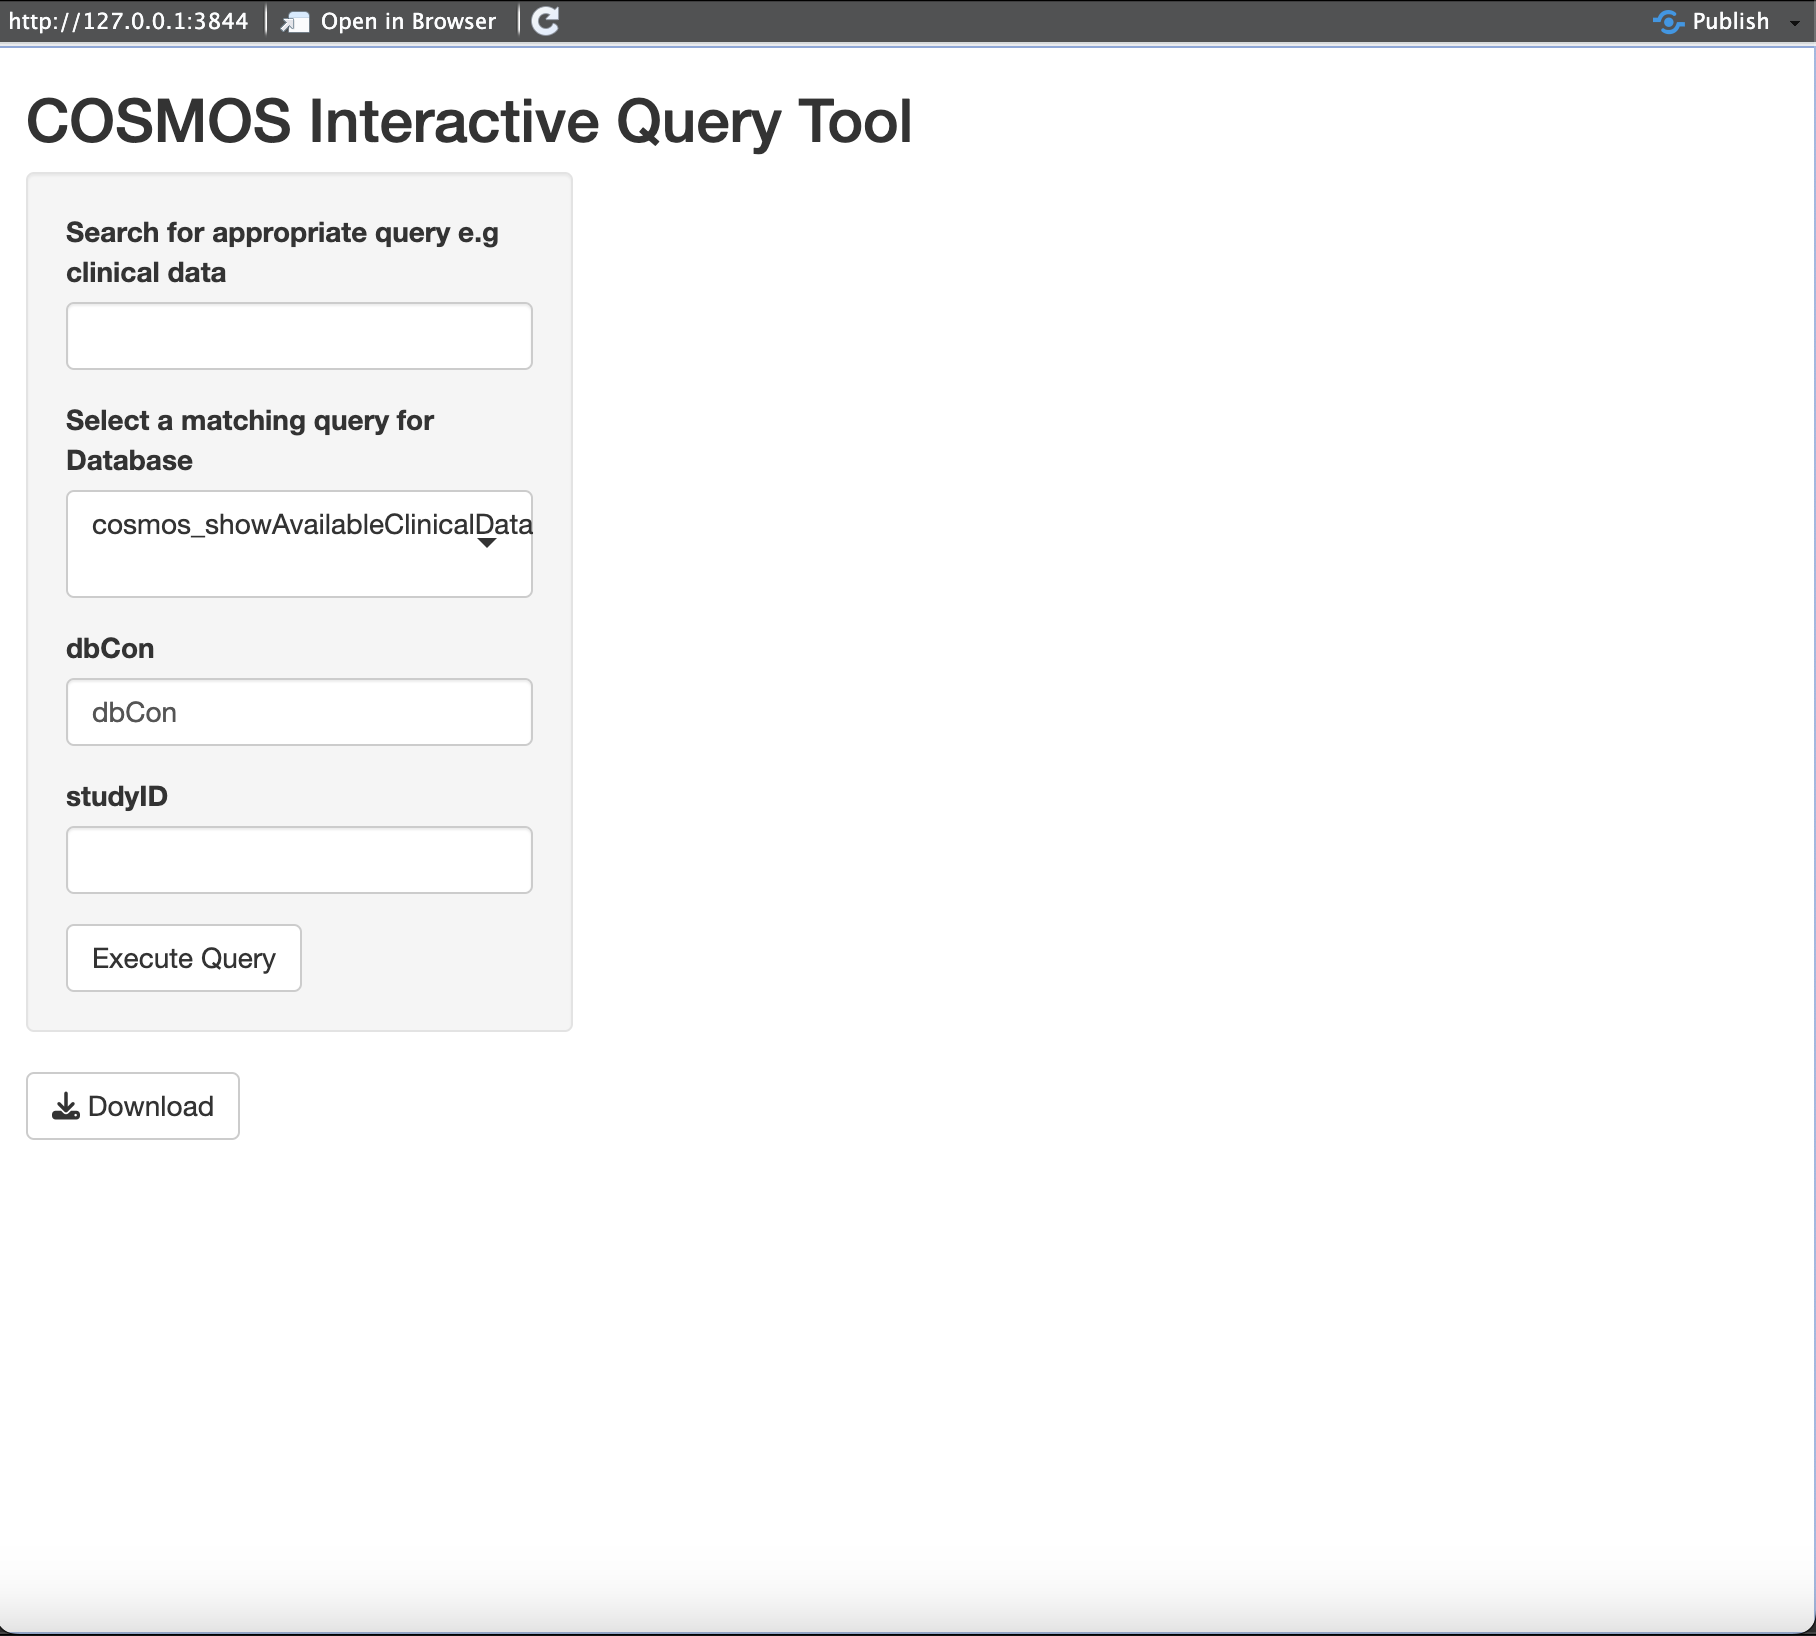 http://127.0.0.1:3844 Open in Browser Publish
COSMOS Interactive Query Tool
Search for appropriate query e.g
clinical data
Select a matching query for
Database
cosmos_showAvailableClinicalData
dbCon
dbCon
studyID
Execute Query
Download